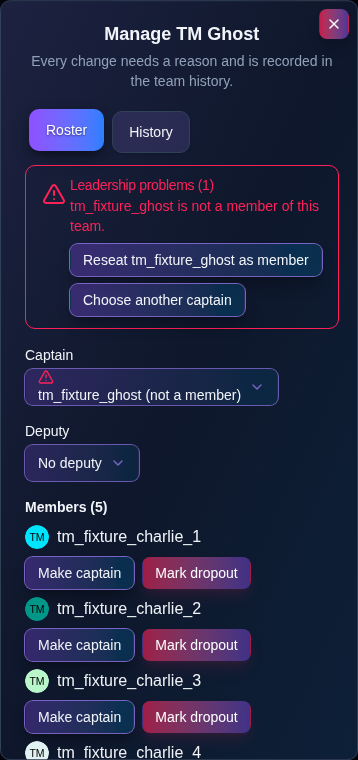 Manage TM Ghost
Every change needs a reason and is recorded in
the team history.
Roster
History
Leadership problems (1)
tm_fixture_ghost is not a member of this
team.
Reseat tm_fixture_ghost as member
Choose another captain
Captain
tm_fixture_ghost (not a member)
Deputy
No deputy
Members (5)
TM tm_fixture_charlie_1
Make captain Mark dropout
TM tm_fixture_charlie_2
Make captain Mark dropout
TM tm_fixture_charlie_3
Make captain Mark dropout
TM tm_fixture_charlie_4